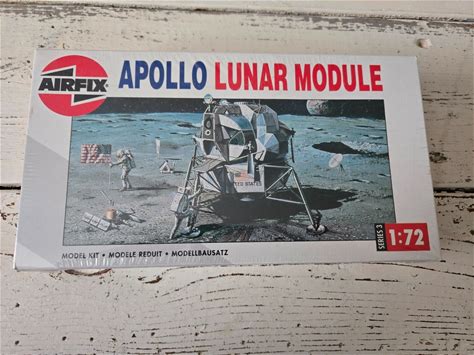 AIRFIX
APOLLO LUNAR MODULE
UNITED STATES
SERIES 3
1:72
MODEL KIT • MODELE REDUIT • MODELLBAUSATZ